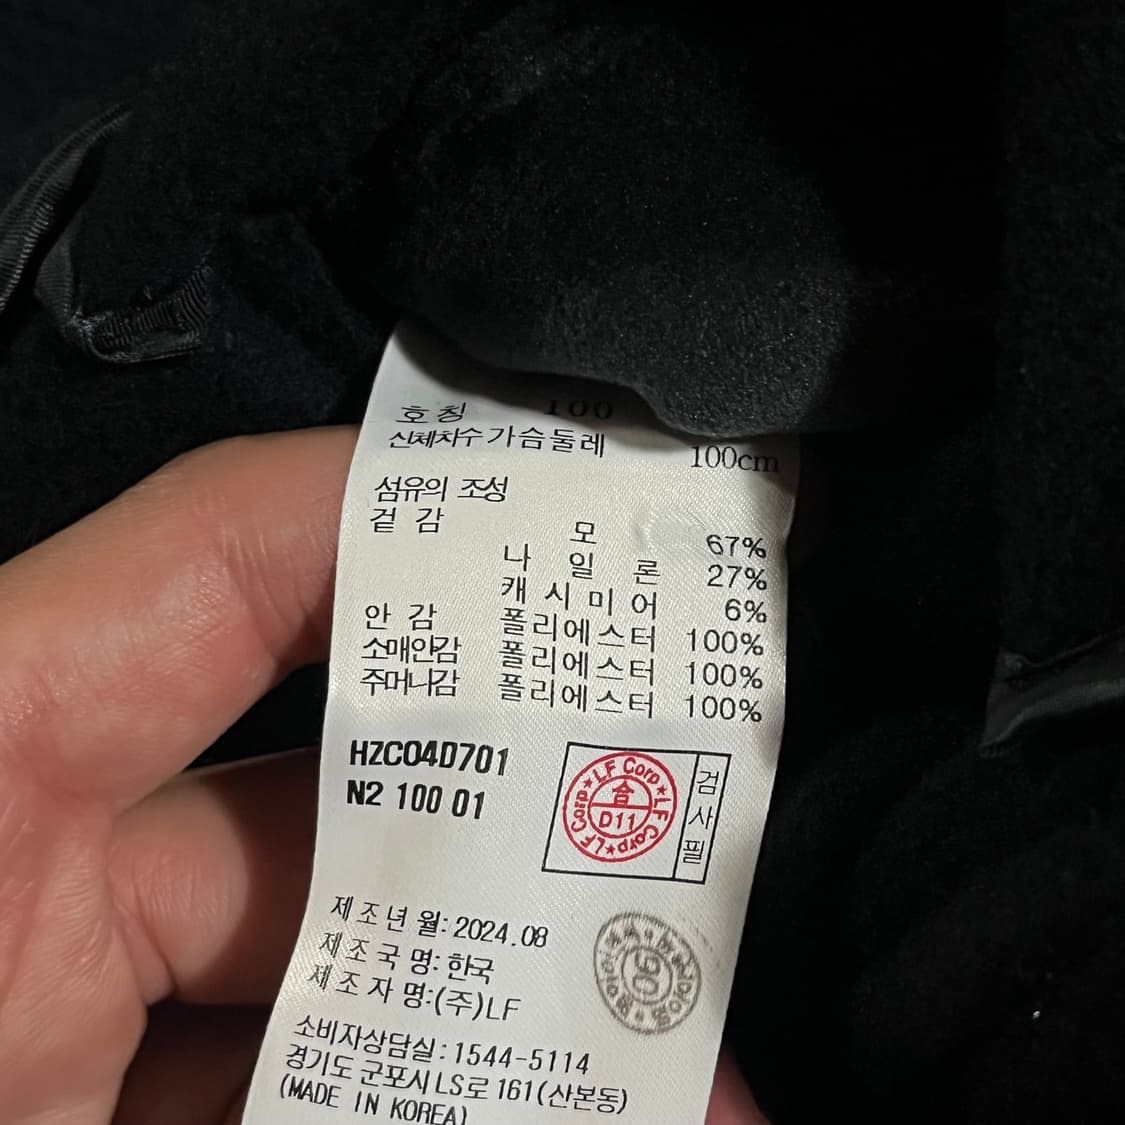 호칭 100
신체치수 가슴둘레 100cm
섬유의 조성
겉감 모 67%
나일론 27%
캐시미어 6%
안감 폴리에스터 100%
소매안감 폴리에스터 100%
주머니감 폴리에스터 100%
HZCO4D701
N2 100 01
LF Corp★LF Corp★LF Corp★
合
D11
검사필
제조년월: 2024.08
제조국명: 한국
제조자명:(주)LF
90
소비자상담실: 1544-5114
경기도 군포시 LS로 161(산본동)
(MADE IN KOREA)